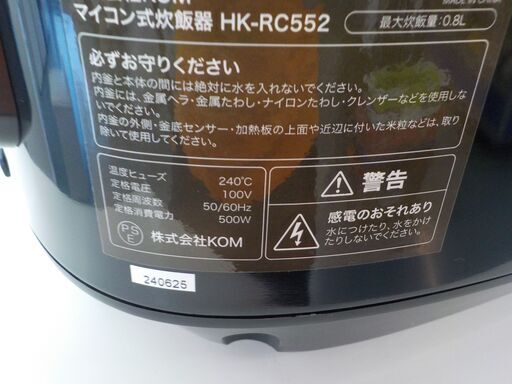 マイコン式炊飯器 HK-RC552
最大炊飯量:0.8L
必ずお守りください
内釜と本体の間には絶対に水を入れないでください。
内釜には、金属ヘラ・金属たわし・ナイロンたわし・クレンザーなどを使用しな
いでください。
内釜の外側・釜底センサー・加熱板の上面や近辺に付いた米粒などは、取り
除いて使用してください。
温度ヒューズ 240℃
定格電圧 100V
定格周波数 50/60Hz
定格消費電力 500W
PSE 株式会社KOM
警告
感電のおそれあり
水につけたり、水をかけ
たりしないでください。
240625